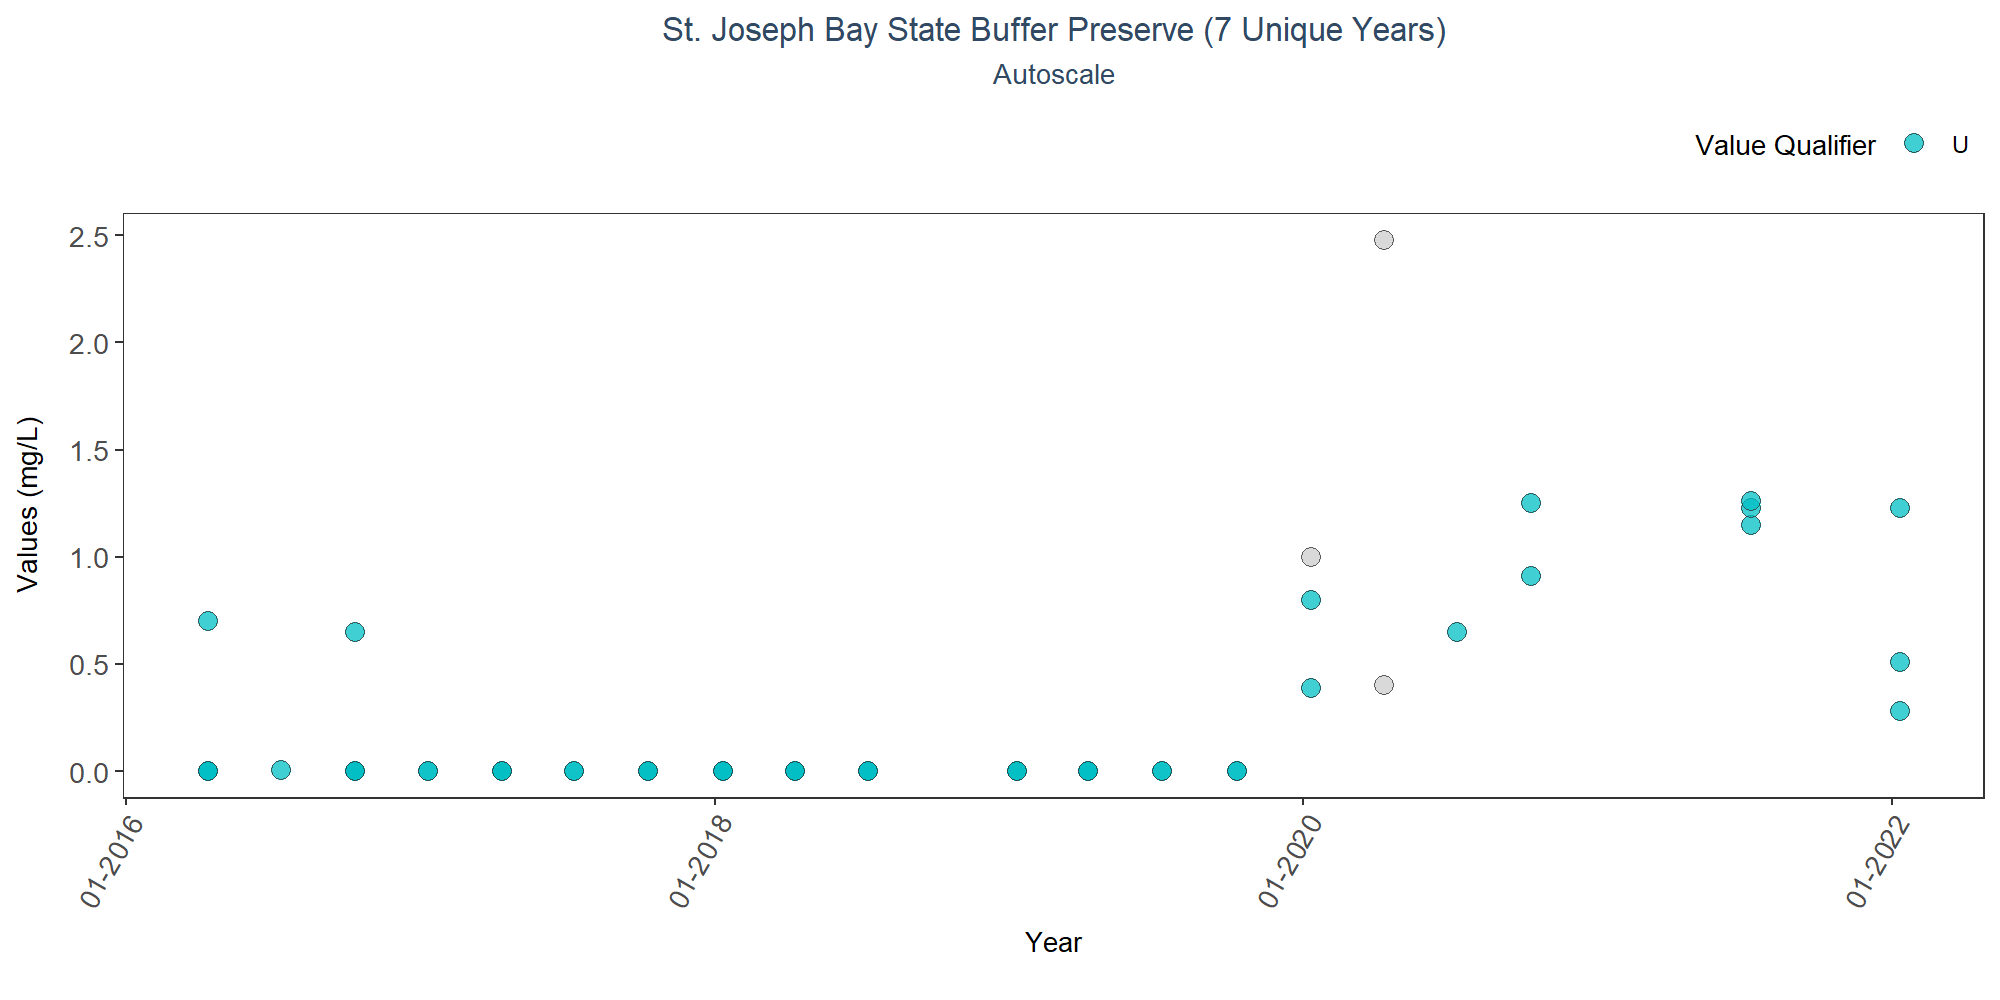 St. Joseph Bay State Buffer Preserve (7 Unique Years)
Autoscale
Value Qualifier U
Values (mg/L)
2.5
2.0
1.5
1.0
0.5
0.0
01-2016
01-2018
01-2020
01-2022
Year